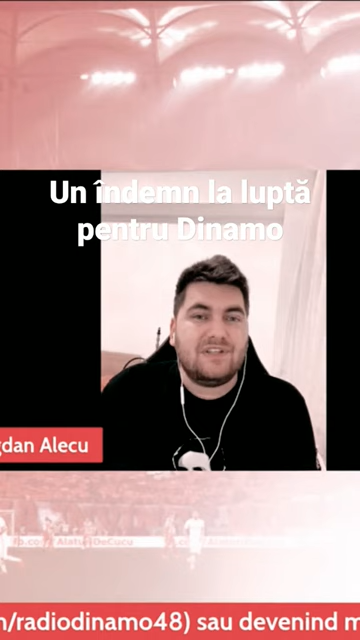 Un îndemn la luptă
pentru Dinamo
gdan Alecu
n/radiodinamo48) sau devenind m